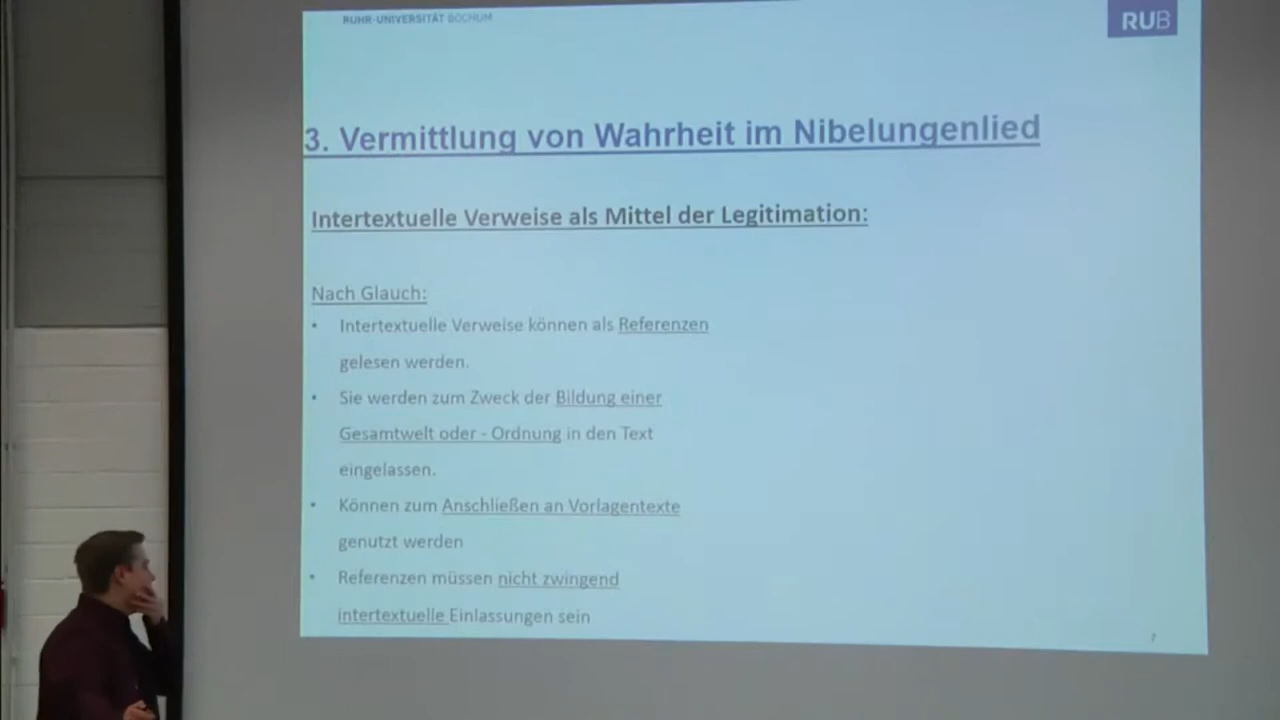 RUHR-UNIVERSITÄT BOCHUM
RUB
3. Vermittlung von Wahrheit im Nibelungenlied
Intertextuelle Verweise als Mittel der Legitimation:
Nach Glauch:
• Intertextuelle Verweise können als Referenzen
gelesen werden.
• Sie werden zum Zweck der Bildung einer
Gesamtwelt oder - Ordnung in den Text
eingelassen.
• Können zum Anschließen an Vorlagentexte
genutzt werden
• Referenzen müssen nicht zwingend
intertextuelle Einlassungen sein
7